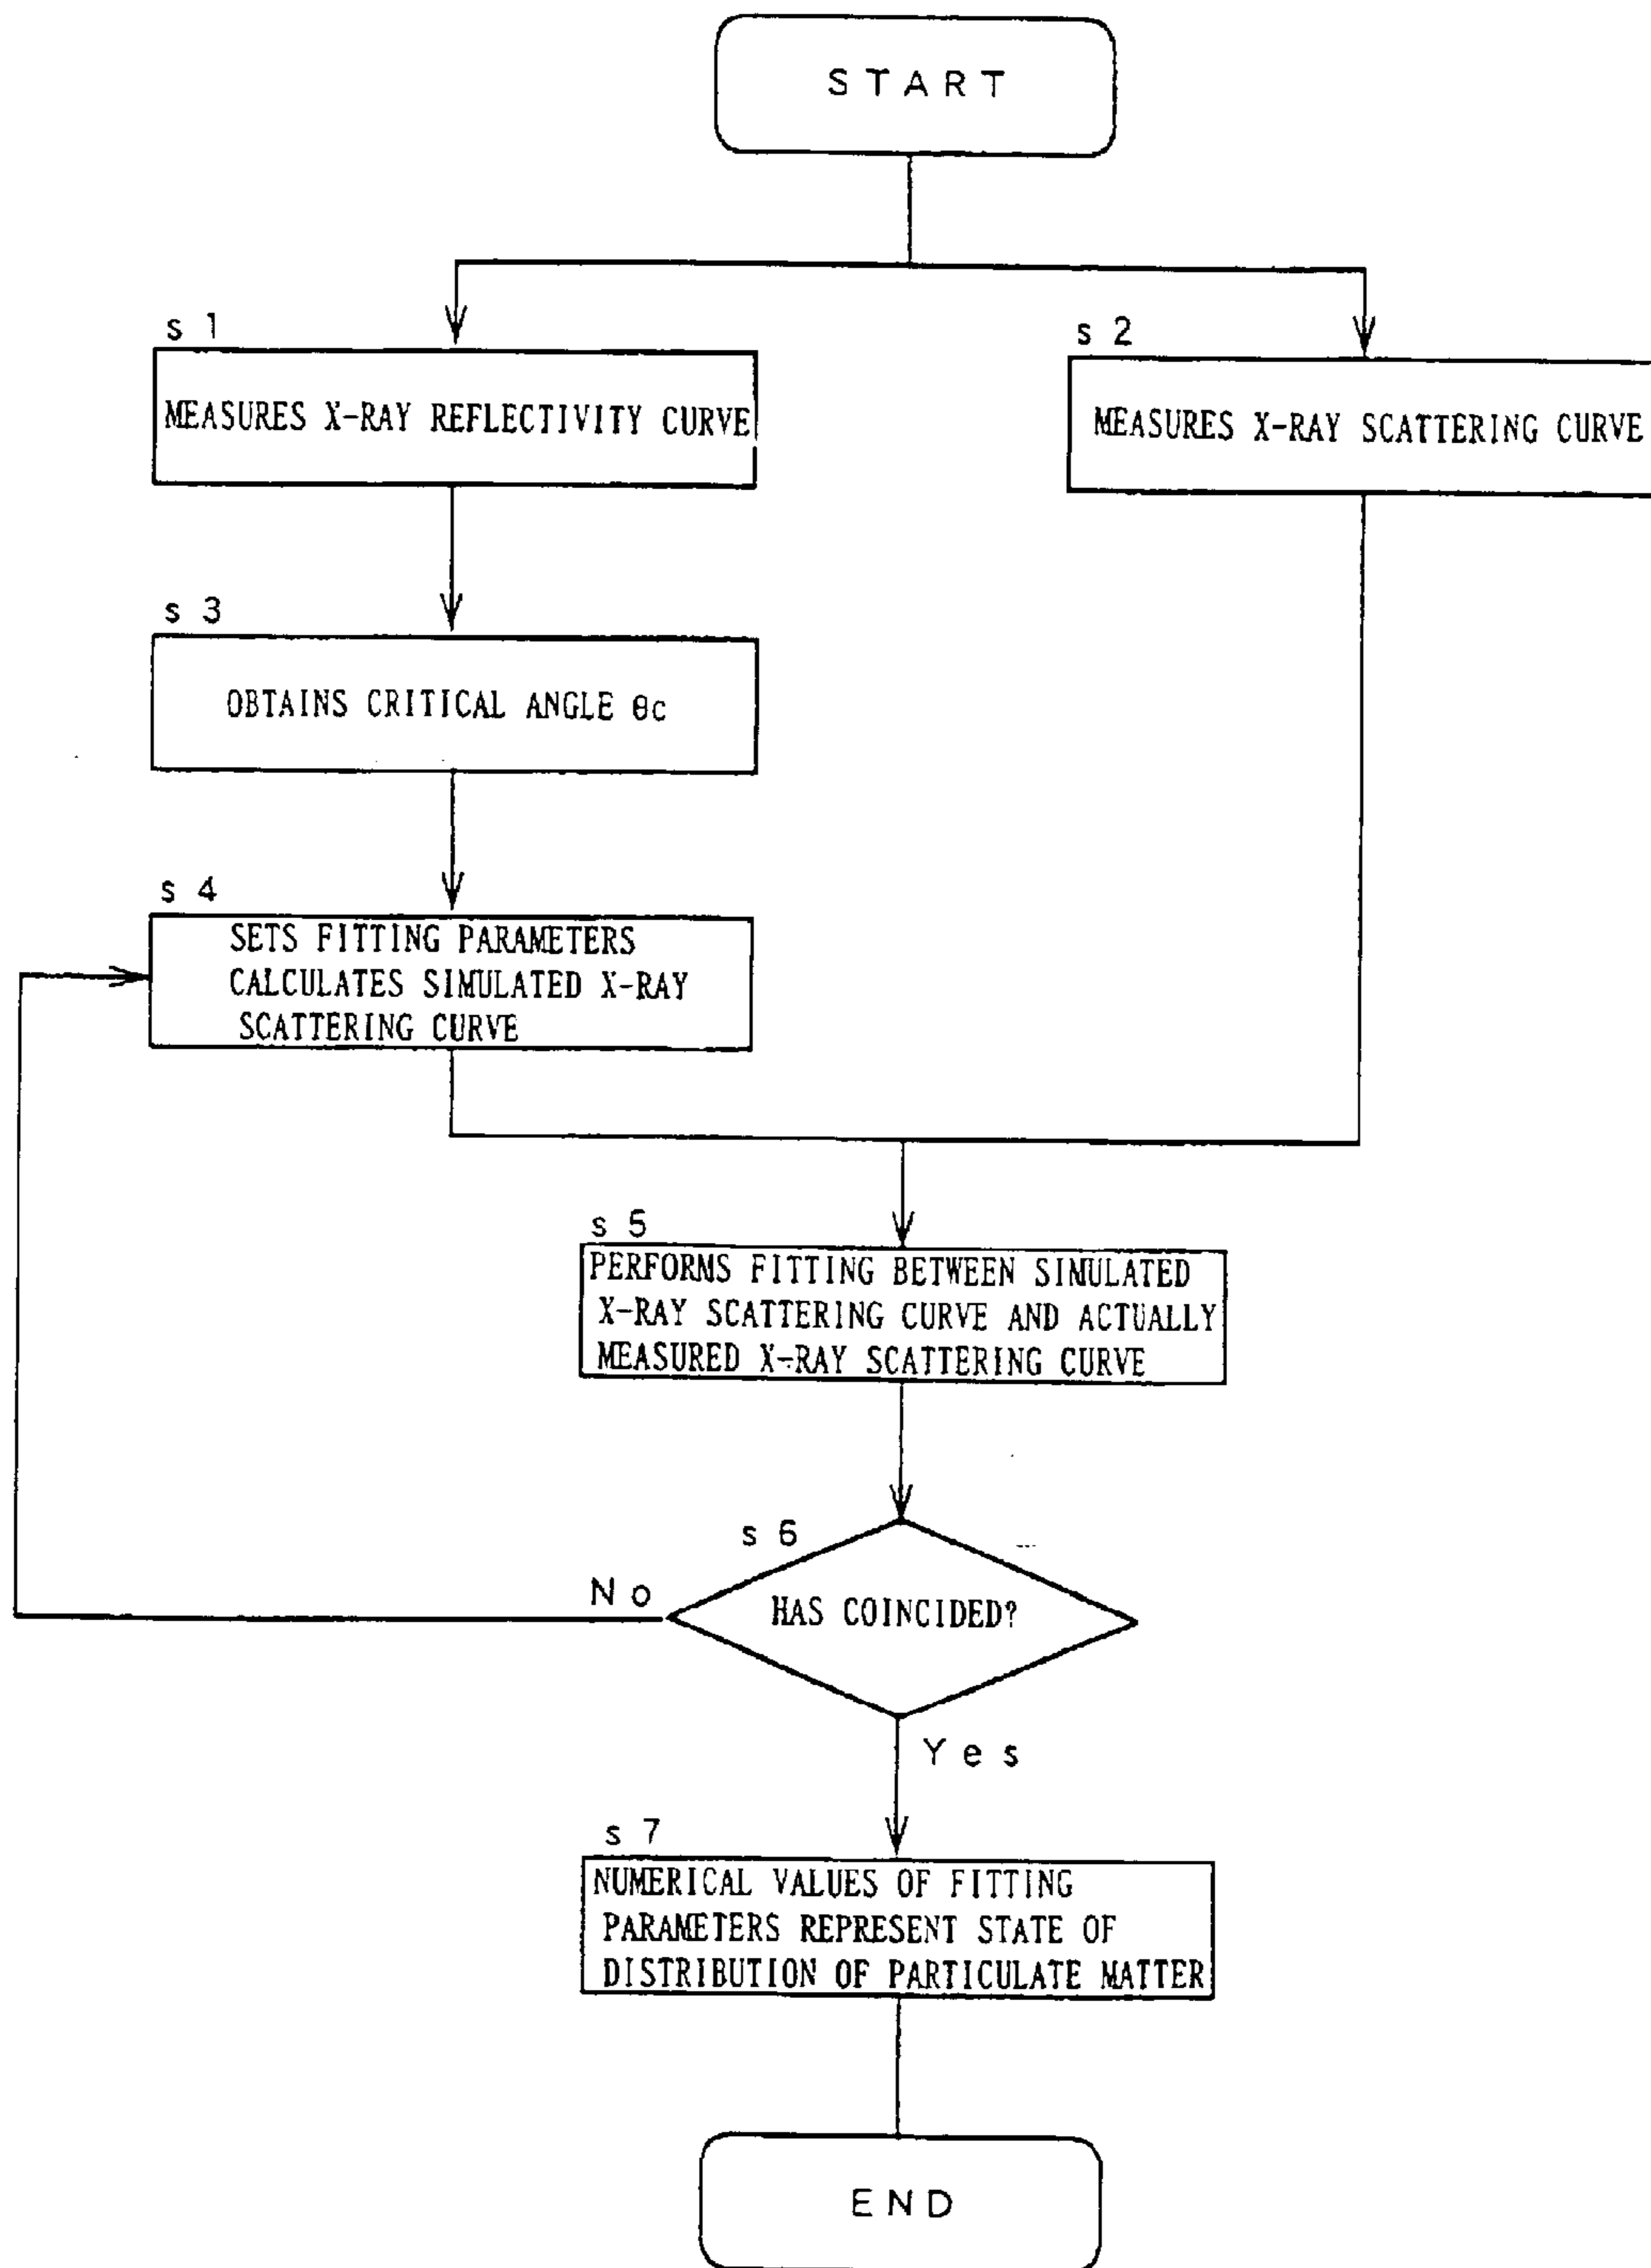 START
s 1
MEASURES X-RAY REFLECTIVITY CURVE
s 2
MEASURES X-RAY SCATTERING CURVE
s 3
OBTAINS CRITICAL ANGLE θc
s 4
SETS FITTING PARAMETERS
CALCULATES SIMULATED X-RAY
SCATTERING CURVE
s 5
PERFORMS FITTING BETWEEN SIMULATED
X-RAY SCATTERING CURVE AND ACTUALLY
MEASURED X-RAY SCATTERING CURVE
s 6
No
HAS COINCIDED?
Yes
s 7
NUMERICAL VALUES OF FITTING
PARAMETERS REPRESENT STATE OF
DISTRIBUTION OF PARTICULATE MATTER
END